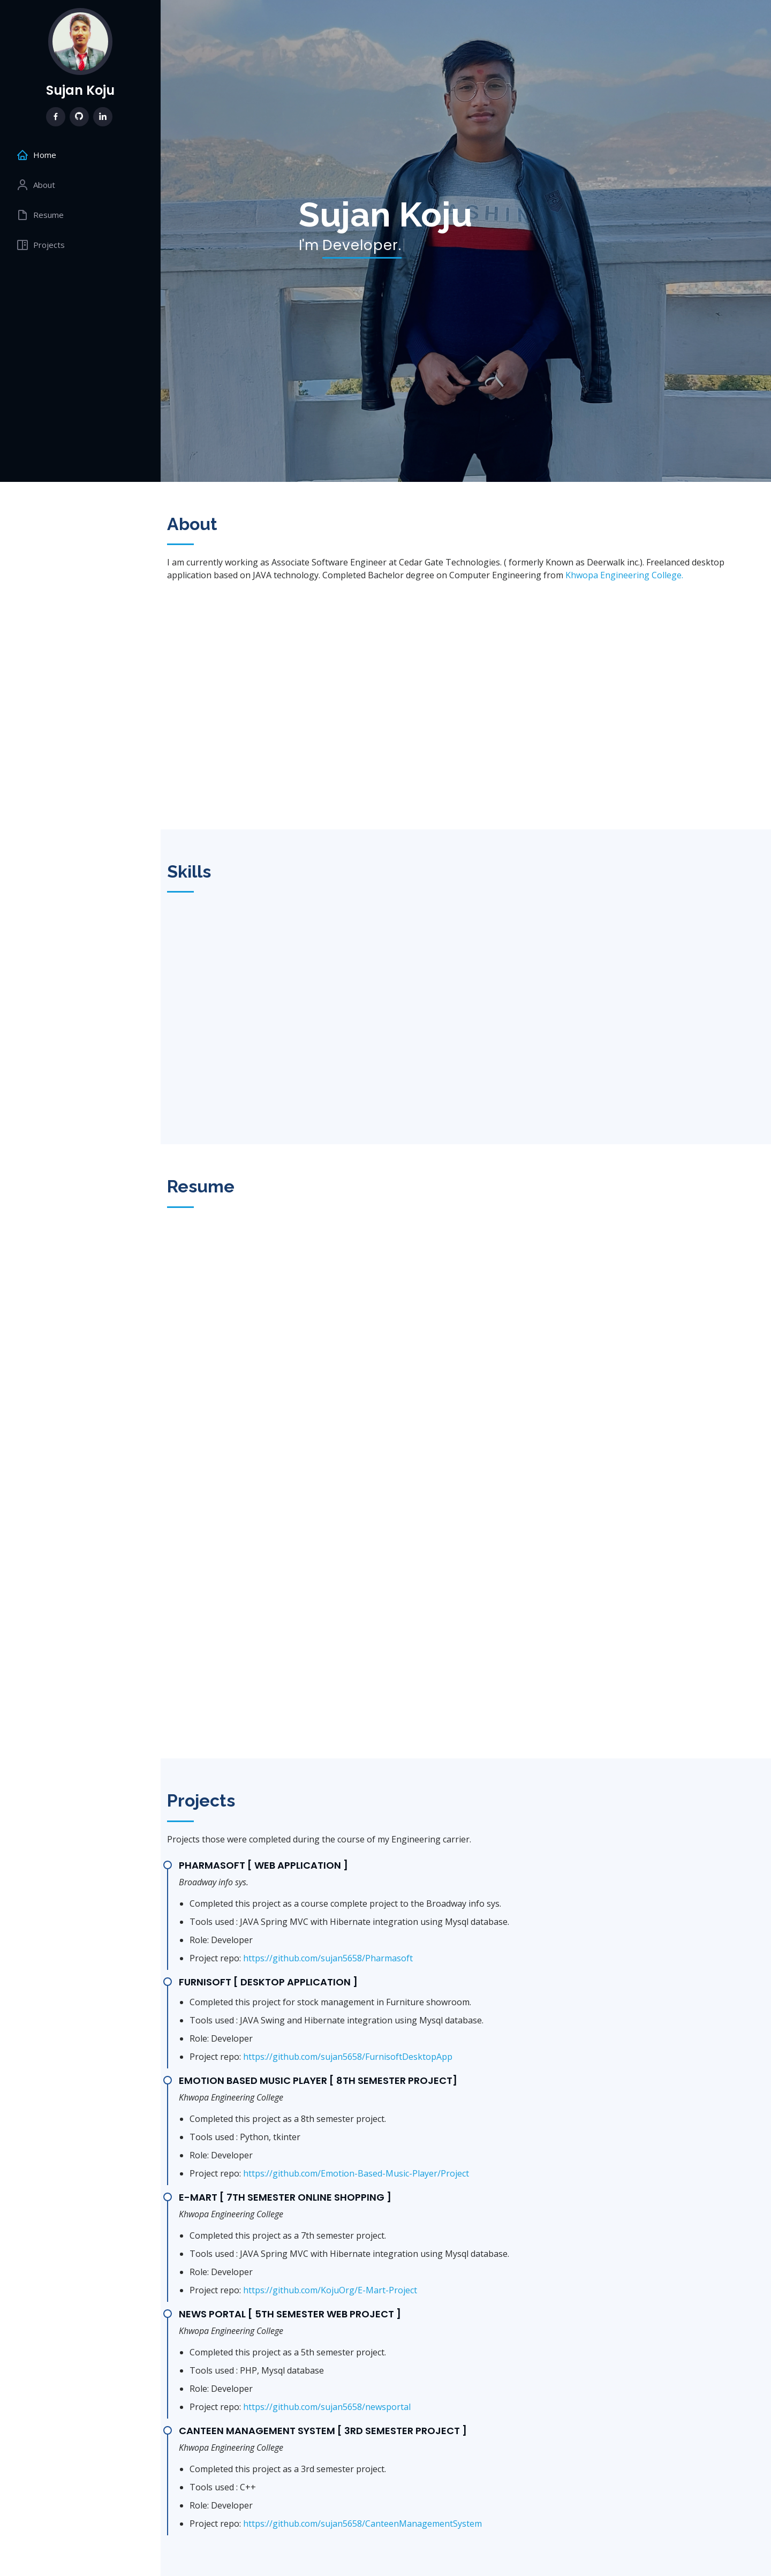 Sujan Koju
Home
About
Resume
Projects
Sujan Koju
I'm Developer.
About
I am currently working as Associate Software Engineer at Cedar Gate Technologies. ( formerly Known as Deerwalk inc.). Freelanced desktop
application based on JAVA technology. Completed Bachelor degree on Computer Engineering from Khwopa Engineering College.
Skills
Resume
Projects
Projects those were completed during the course of my Engineering carrier.
PHARMASOFT [ WEB APPLICATION ]
Broadway info sys.
Completed this project as a course complete project to the Broadway info sys.
Tools used : JAVA Spring MVC with Hibernate integration using Mysql database.
Role: Developer
Project repo: https://github.com/sujan5658/Pharmasoft
FURNISOFT [ DESKTOP APPLICATION ]
Completed this project for stock management in Furniture showroom.
Tools used : JAVA Swing and Hibernate integration using Mysql database.
Role: Developer
Project repo: https://github.com/sujan5658/FurnisoftDesktopApp
EMOTION BASED MUSIC PLAYER [ 8TH SEMESTER PROJECT]
Khwopa Engineering College
Completed this project as a 8th semester project.
Tools used : Python, tkinter
Role: Developer
Project repo: https://github.com/Emotion-Based-Music-Player/Project
E-MART [ 7TH SEMESTER ONLINE SHOPPING ]
Khwopa Engineering College
Completed this project as a 7th semester project.
Tools used : JAVA Spring MVC with Hibernate integration using Mysql database.
Role: Developer
Project repo: https://github.com/KojuOrg/E-Mart-Project
NEWS PORTAL [ 5TH SEMESTER WEB PROJECT ]
Khwopa Engineering College
Completed this project as a 5th semester project.
Tools used : PHP, Mysql database
Role: Developer
Project repo: https://github.com/sujan5658/newsportal
CANTEEN MANAGEMENT SYSTEM [ 3RD SEMESTER PROJECT ]
Khwopa Engineering College
Completed this project as a 3rd semester project.
Tools used : C++
Role: Developer
Project repo: https://github.com/sujan5658/CanteenManagementSystem